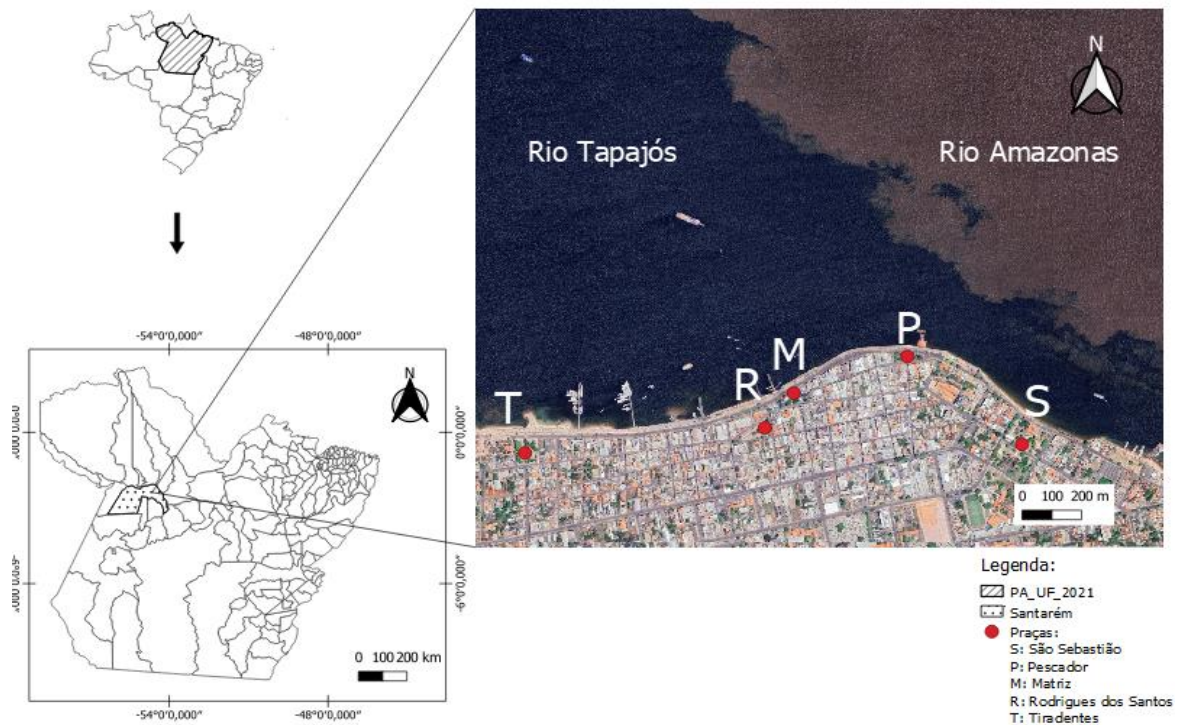 N
Rio Tapajós
Rio Amazonas
P
M
R
S
T
0 100 200 m
-54°0'0,000"
-48°0'0,000"
N
0°0'0,000"
-6°0'0,000"
0 100 200 km
-54°0'0,000"
-48°0'0,000"
Legenda:
PA_UF_2021
Santarém
Praças:
S: São Sebastião
P: Pescador
M: Matriz
R: Rodrigues dos Santos
T: Tiradentes